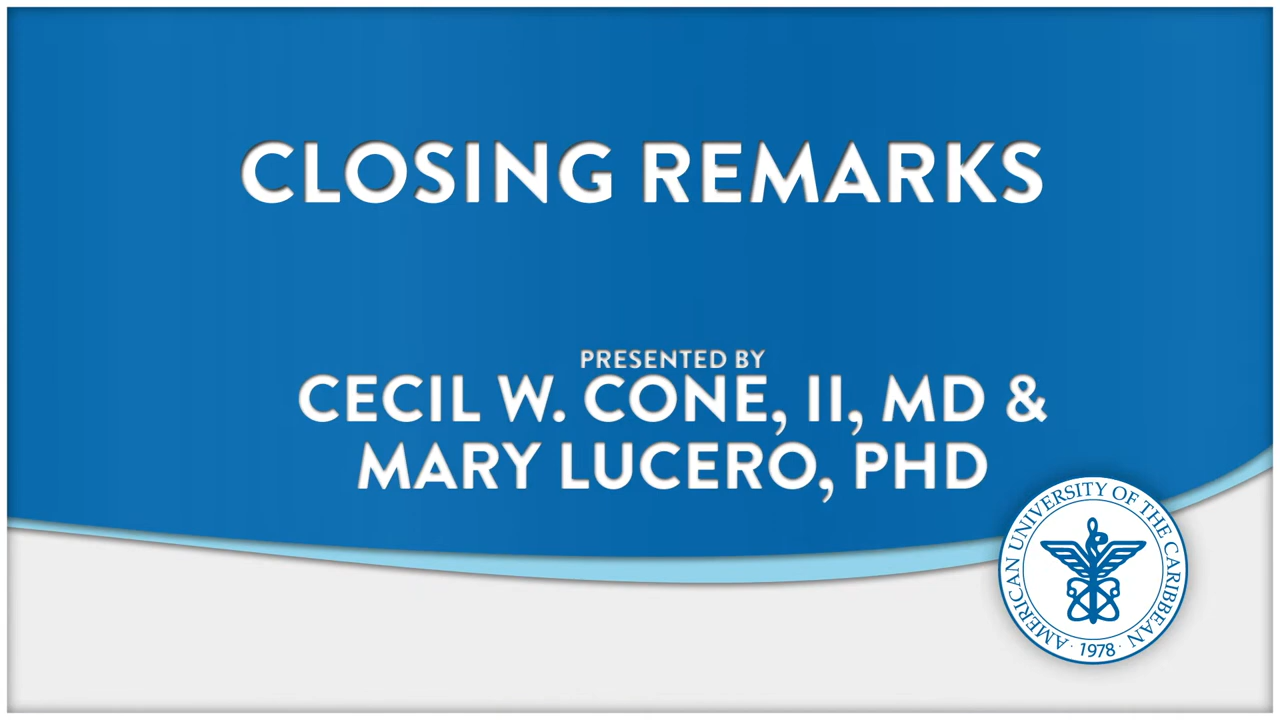 CLOSING REMARKS
PRESENTED BY
CECIL W. CONE, II, MD &
MARY LUCERO, PHD
AMERICAN UNIVERSITY OF THE CARIBBEAN
· 1978 ·